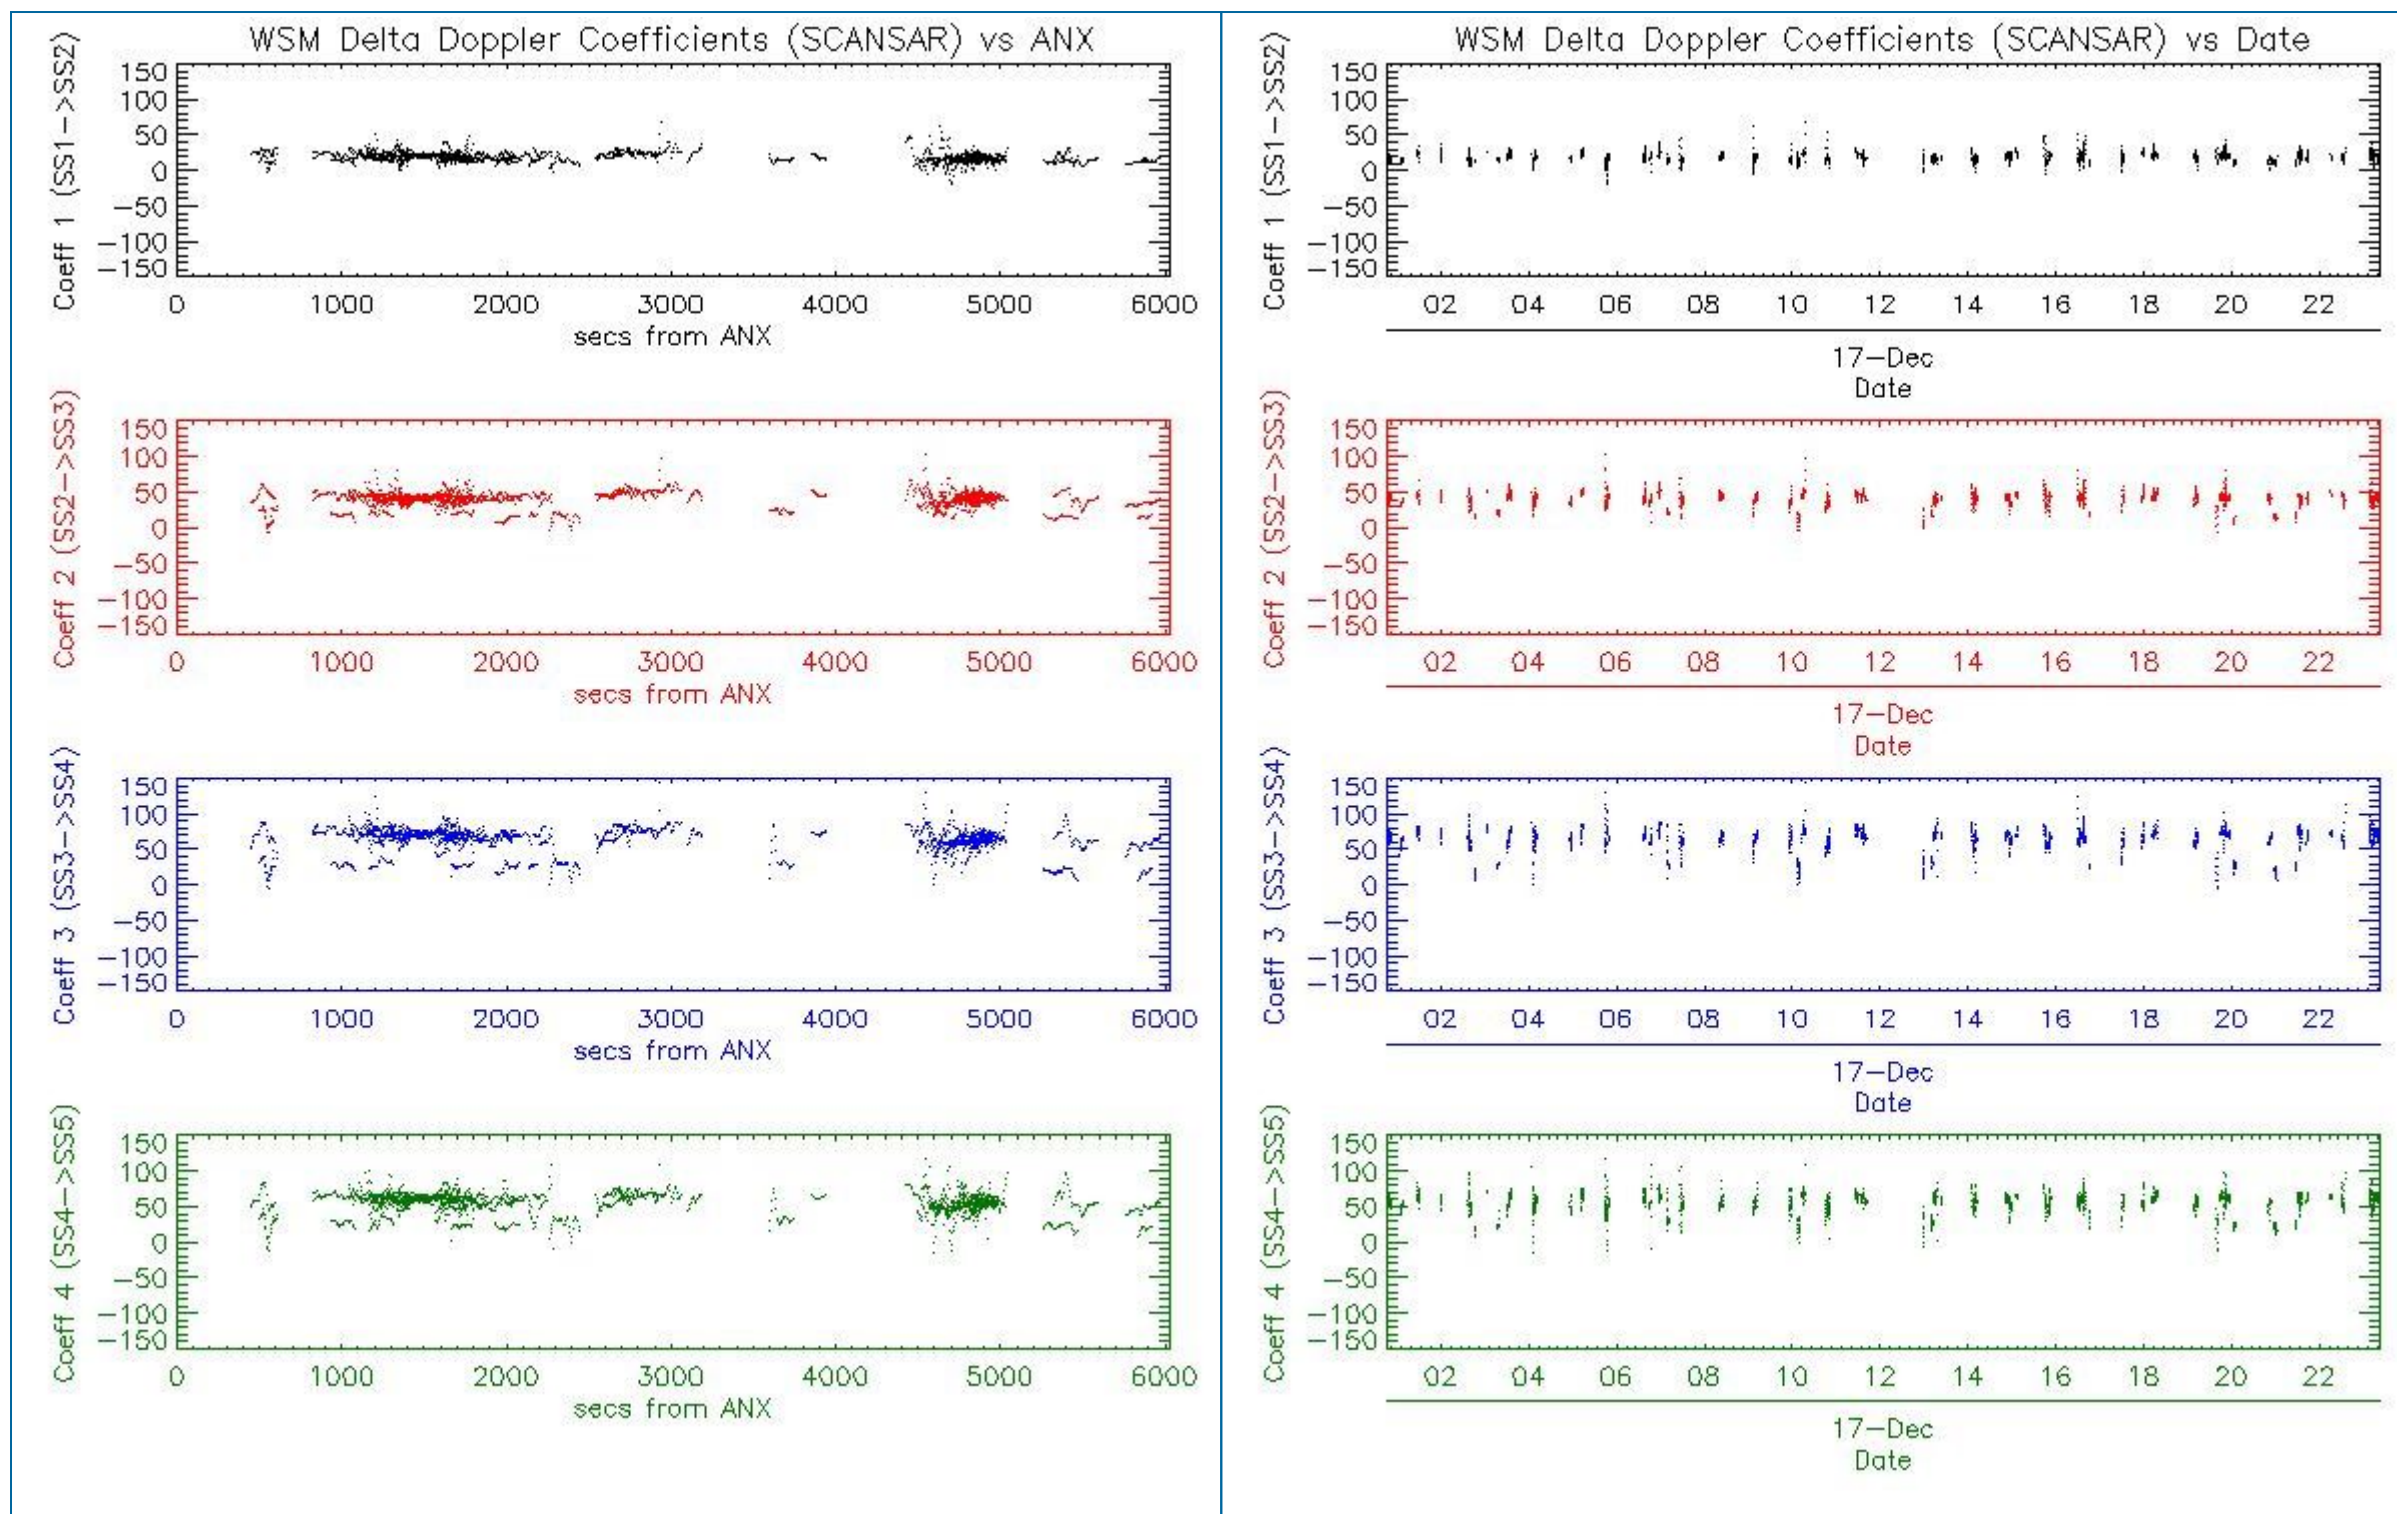 WSM Delta Doppler Coefficients (SCANSAR) vs ANX
Coeff 1 (SS1->SS2)
150
100
50
0
-50
-100
-150
0 1000 2000 3000 4000 5000 6000
secs from ANX
Coeff 2 (SS2->SS3)
150
100
50
0
-50
-100
-150
0 1000 2000 3000 4000 5000 6000
secs from ANX
Coeff 3 (SS3->SS4)
150
100
50
0
-50
-100
-150
0 1000 2000 3000 4000 5000 6000
secs from ANX
Coeff 4 (SS4->SS5)
150
100
50
0
-50
-100
-150
0 1000 2000 3000 4000 5000 6000
secs from ANX
WSM Delta Doppler Coefficients (SCANSAR) vs Date
Coeff 1 (SS1->SS2)
150
100
50
0
-50
-100
-150
02 04 06 08 10 12 14 16 18 20 22
17-Dec
Date
Coeff 2 (SS2->SS3)
150
100
50
0
-50
-100
-150
02 04 06 08 10 12 14 16 18 20 22
17-Dec
Date
Coeff 3 (SS3->SS4)
150
100
50
0
-50
-100
-150
02 04 06 08 10 12 14 16 18 20 22
17-Dec
Date
Coeff 4 (SS4->SS5)
150
100
50
0
-50
-100
-150
02 04 06 08 10 12 14 16 18 20 22
17-Dec
Date